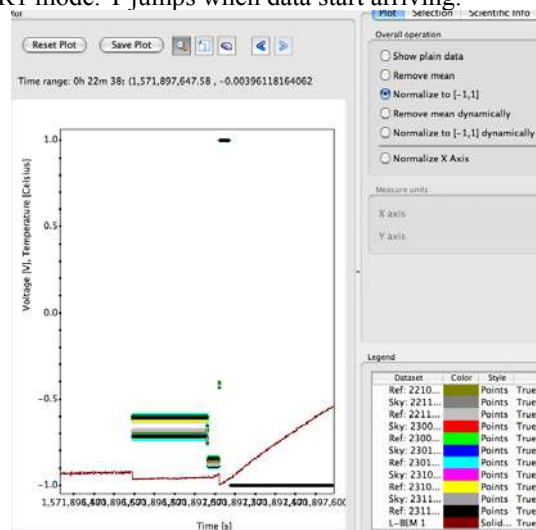 RT mode. T jumps when data start arriving.
Plot Selection Scientific Info
Reset Plot Save Plot
Time range: 0h 22m 38: (1,571,897,647.58 , -0.00396118164062
Overall operation
Show plain data
Remove mean
Normalize to [-1,1]
Remove mean dynamically
Normalize to [-1,1] dynamically
Normalize X Axis
Measure units
X axis
Y axis
Voltage [V], Temperature [Celsius]
1.0
0.5
0.0
-0.5
-1.0
Time [s]
Legend
Dataset Color Style
Ref: 2210... Points True
Sky: 2211... Points True
Ref: 2211... Points True
Sky: 2300... Points True
Ref: 2300... Points True
Sky: 2301... Points True
Ref: 2301... Points True
Sky: 2310... Points True
Ref: 2310... Points True
Sky: 2311... Points True
Ref: 2311... Points True
L-BEM 1 Solid... True